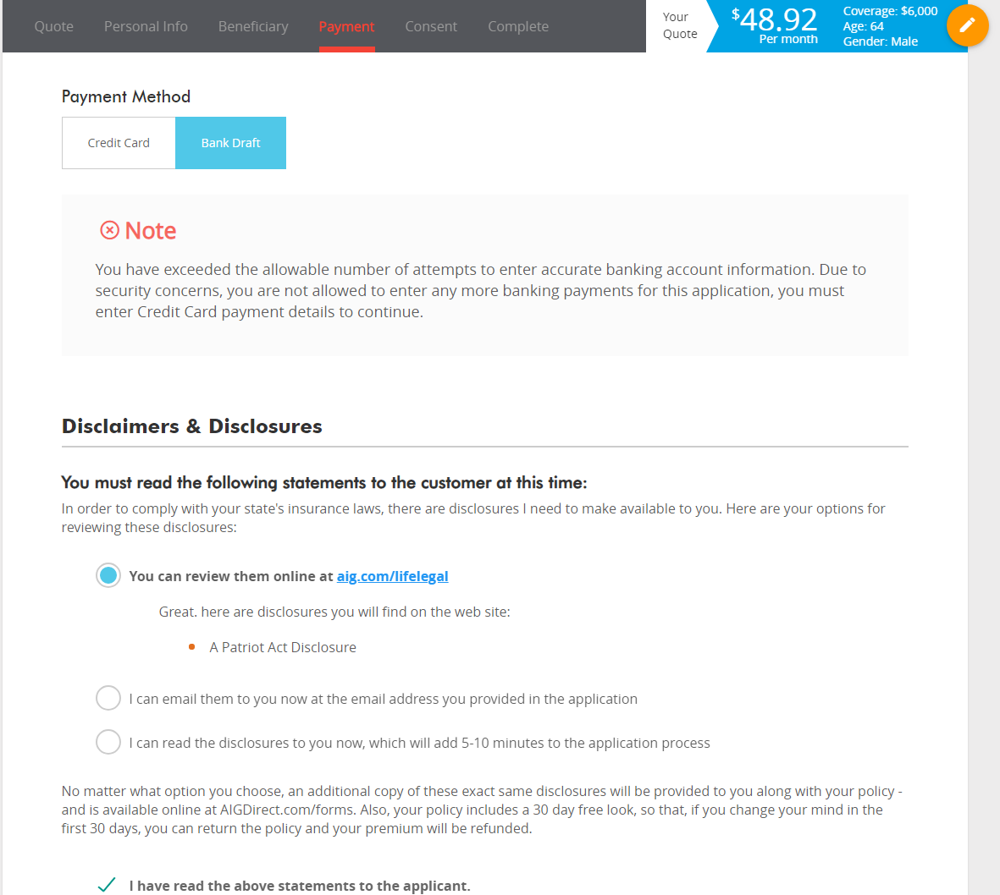 Quote Personal Info Beneficiary Payment Consent Complete
Your
Quote
$48.92
Per month
Coverage: $6,000
Age: 64
Gender: Male
Payment Method
Credit Card Bank Draft
Note
You have exceeded the allowable number of attempts to enter accurate banking account information. Due to
security concerns, you are not allowed to enter any more banking payments for this application, you must
enter Credit Card payment details to continue.
Disclaimers & Disclosures
You must read the following statements to the customer at this time:
In order to comply with your state's insurance laws, there are disclosures I need to make available to you. Here are your options for
reviewing these disclosures:
You can review them online at aig.com/lifelegal
Great. here are disclosures you will find on the web site:
A Patriot Act Disclosure
I can email them to you now at the email address you provided in the application
I can read the disclosures to you now, which will add 5-10 minutes to the application process
No matter what option you choose, an additional copy of these exact same disclosures will be provided to you along with your policy -
and is available online at AIGDirect.com/forms. Also, your policy includes a 30 day free look, so that, if you change your mind in the
first 30 days, you can return the policy and your premium will be refunded.
I have read the above statements to the applicant.